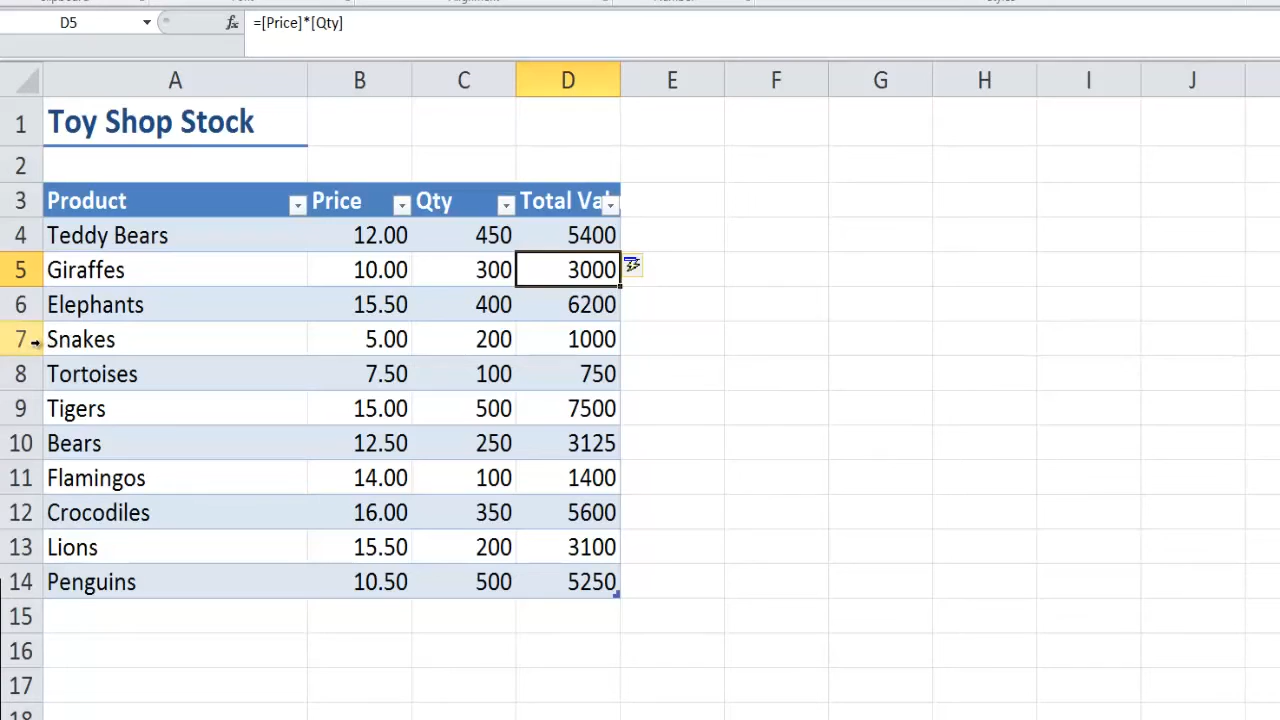 D5 =[Price]*[Qty]
A B C D E F G H I J
1 Toy Shop Stock
2
3 Product Price Qty Total Val
4 Teddy Bears 12.00 450 5400
5 Giraffes 10.00 300 3000
6 Elephants 15.50 400 6200
7 Snakes 5.00 200 1000
8 Tortoises 7.50 100 750
9 Tigers 15.00 500 7500
10 Bears 12.50 250 3125
11 Flamingos 14.00 100 1400
12 Crocodiles 16.00 350 5600
13 Lions 15.50 200 3100
14 Penguins 10.50 500 5250
15
16
17